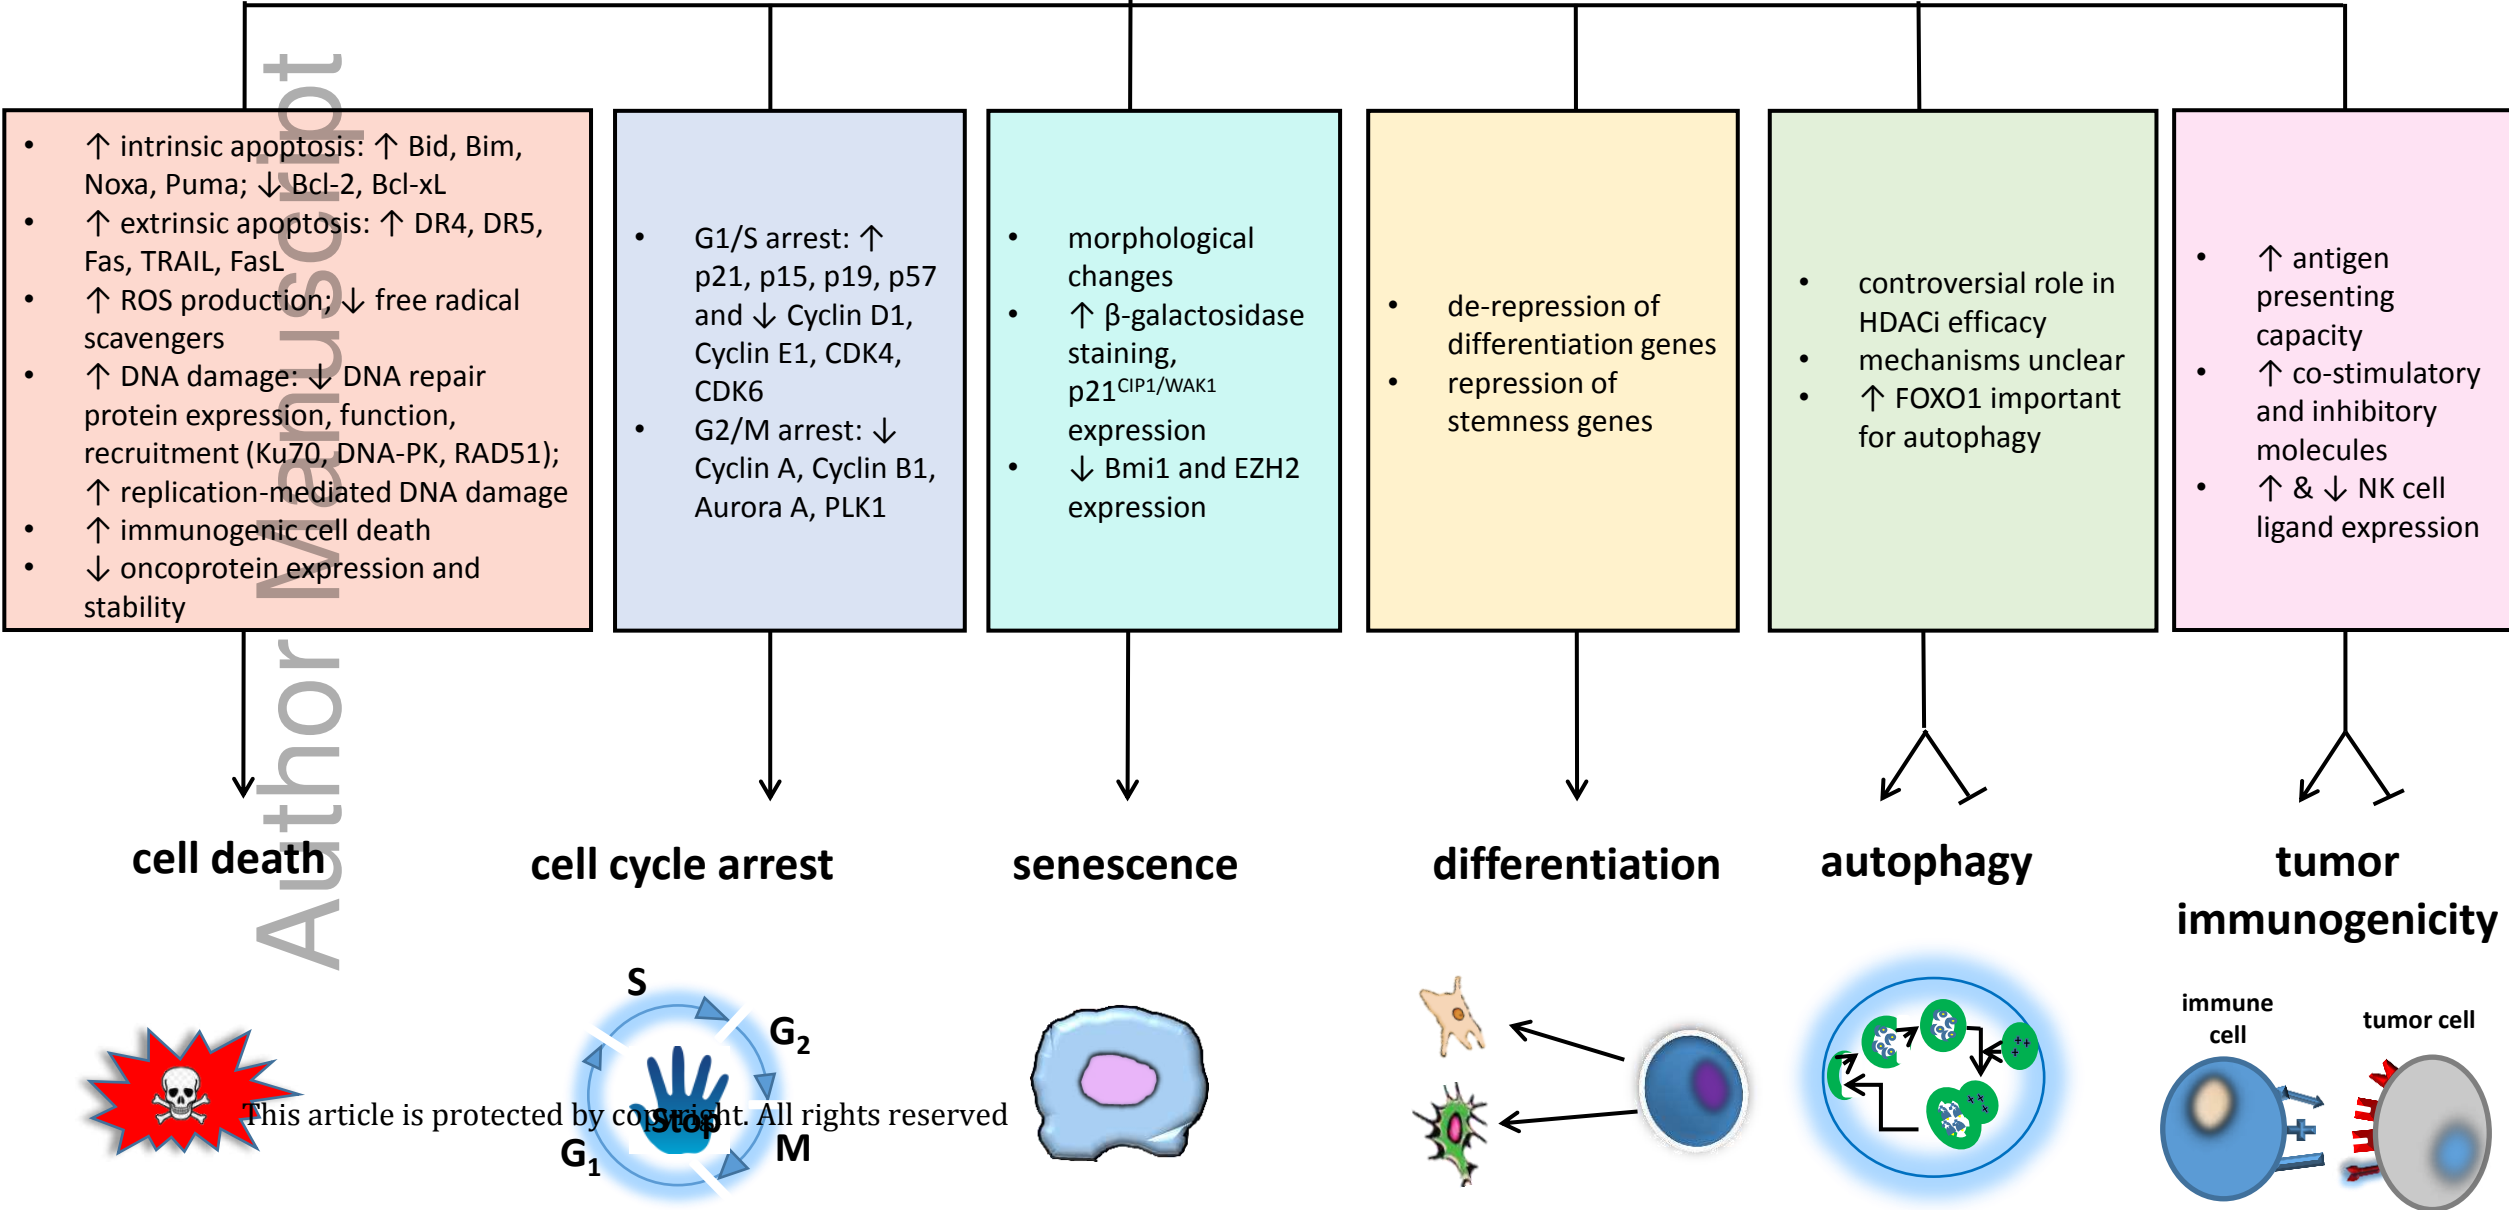 • ↑ intrinsic apoptosis: ↑ Bid, Bim,
Noxa, Puma; ↓ Bcl-2, Bcl-xL
• ↑ extrinsic apoptosis: ↑ DR4, DR5,
Fas, TRAIL, FasL
• ↑ ROS production; ↓ free radical
scavengers
• ↑ DNA damage: ↓ DNA repair
protein expression, function,
recruitment (Ku70, DNA-PK, RAD51);
↑ replication-mediated DNA damage
• ↑ immunogenic cell death
• ↓ oncoprotein expression and
stability
• G1/S arrest: ↑
p21, p15, p19, p57
and ↓ Cyclin D1,
Cyclin E1, CDK4,
CDK6
• G2/M arrest: ↓
Cyclin A, Cyclin B1,
Aurora A, PLK1
• morphological
changes
• ↑ β-galactosidase
staining,
p21CIP1/WAK1
expression
• ↓ Bmi1 and EZH2
expression
• de-repression of
differentiation genes
• repression of
stemness genes
• controversial role in
HDACi efficacy
• mechanisms unclear
• ↑ FOXO1 important
for autophagy
• ↑ antigen
presenting
capacity
• ↑ co-stimulatory
and inhibitory
molecules
• ↑ & ↓ NK cell
ligand expression
cell death
cell cycle arrest
senescence
differentiation
autophagy
tumor
immunogenicity
S
G2
M
G1
Stop
immune
cell
tumor cell
++
++
+++
Author Manuscript
This article is protected by copyright. All rights reserved